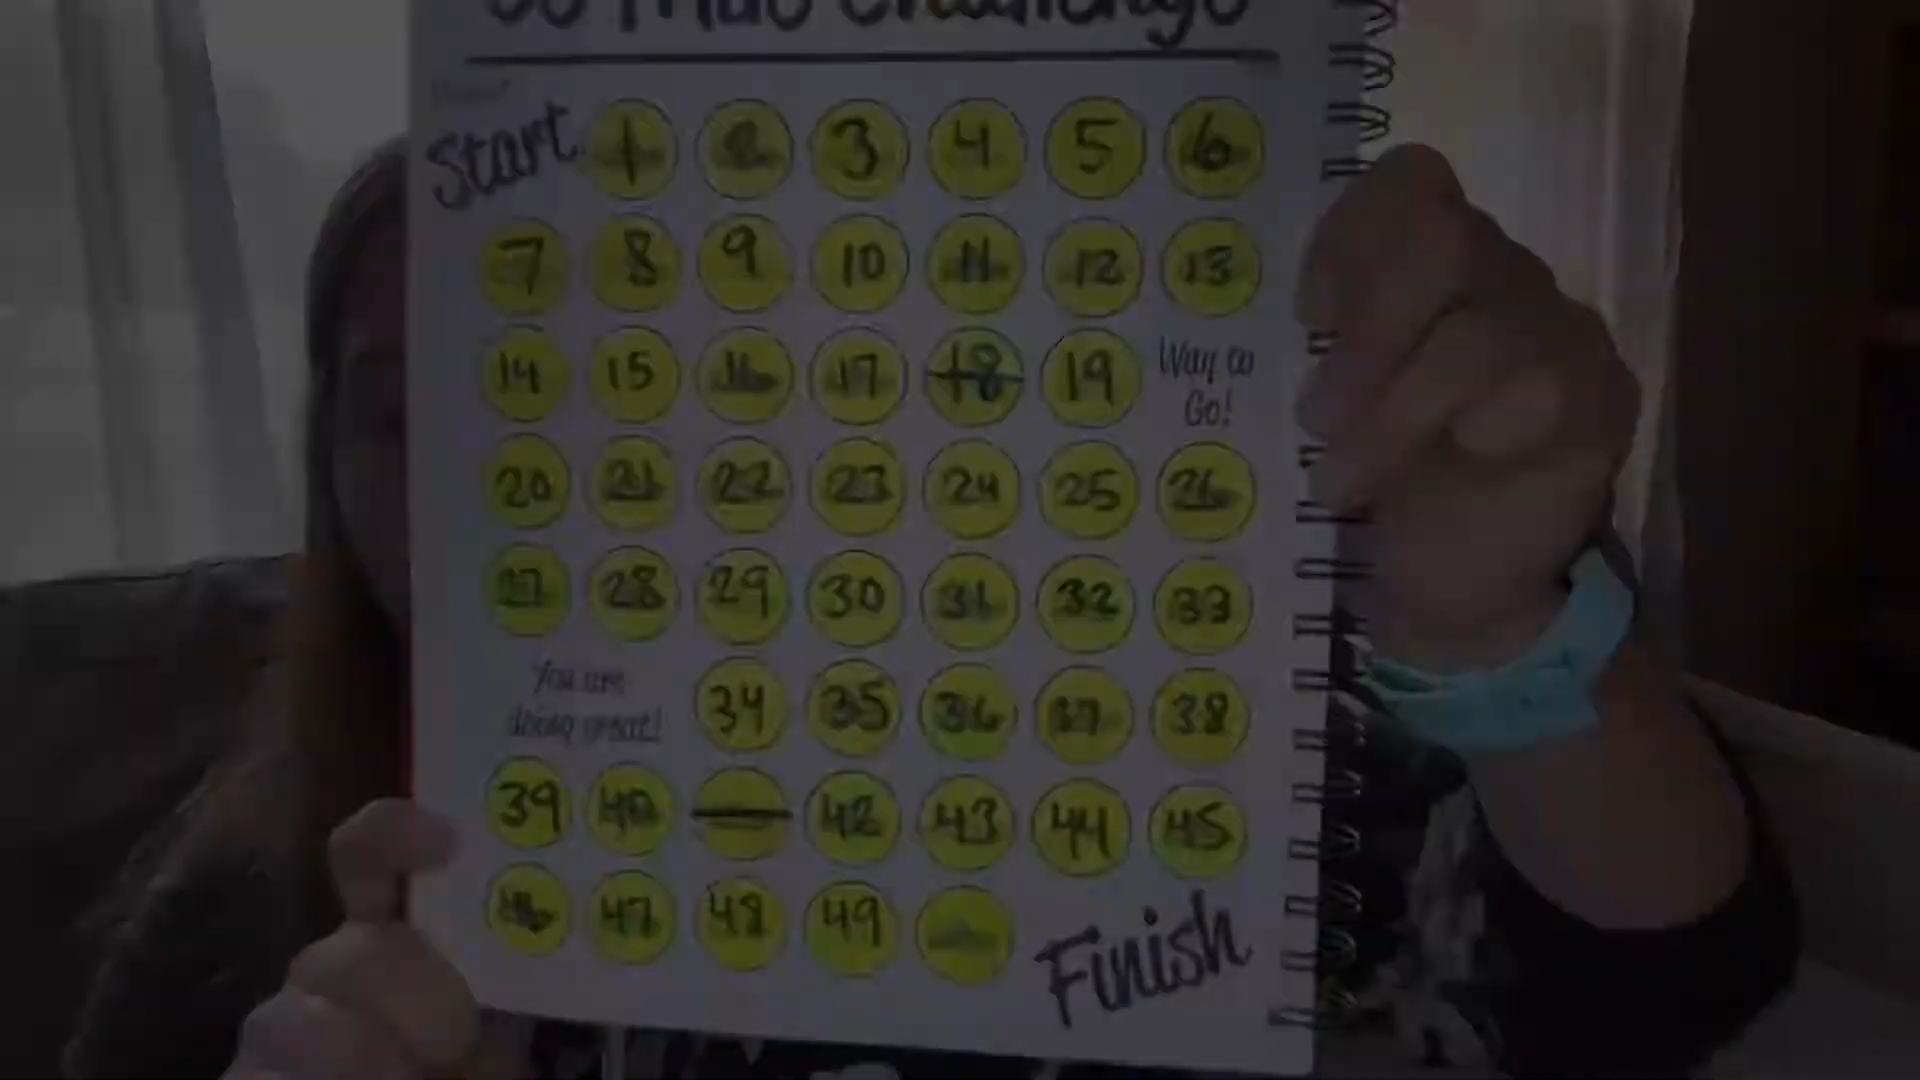 Challenge
Start 1 2 3 4 5 6
7 8 9 10 11 12 13
14 15 16 17 18 19 Way to
Go!
20 21 22 23 24 25 26
27 28 29 30 31 32 33
You are
doing great!
34 35 36 37 38
39 40 42 43 44 45
46 47 48 49
Finish